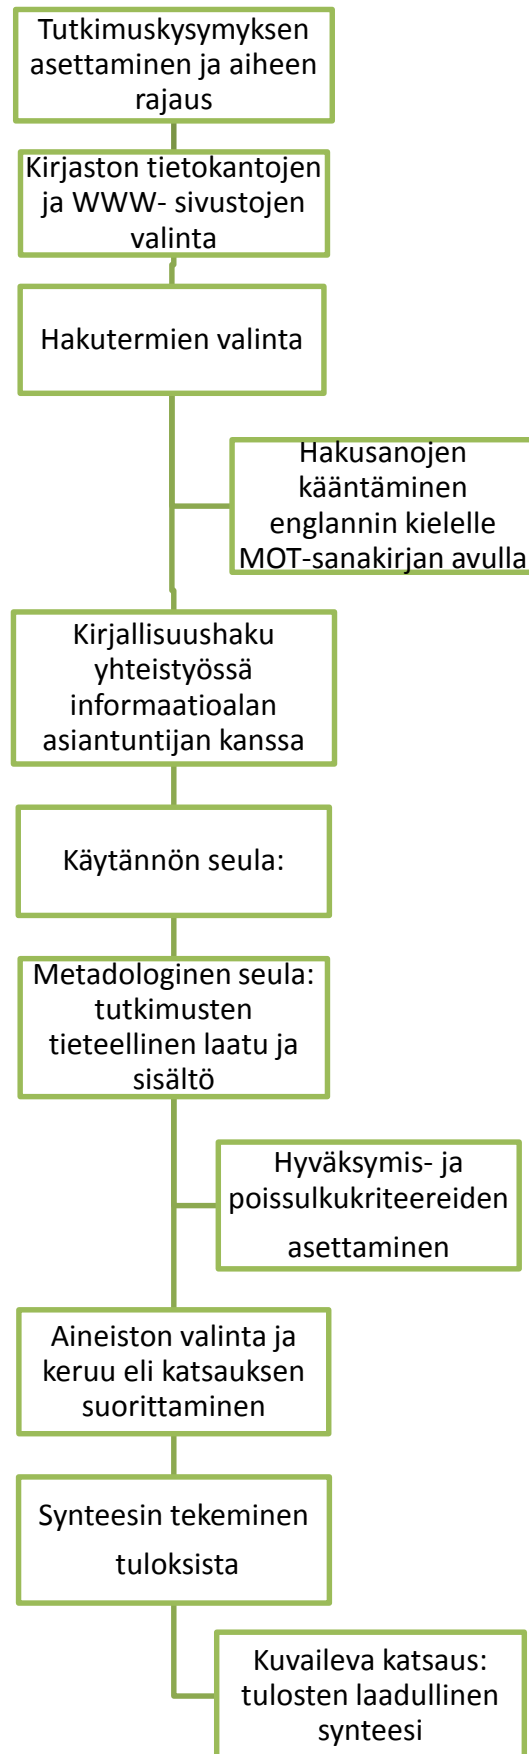 Tutkimuskysymyksen
asettaminen ja aiheen
rajaus
Kirjaston tietokantojen
ja WWW- sivustojen
valinta
Hakutermien valinta
Hakusanojen
kääntäminen
englannin kielelle
MOT-sanakirjan avulla
Kirjallisuushaku
yhteistyössä
informaatioalan
asiantuntijan kanssa
Käytännön seula:
Metadologinen seula:
tutkimusten
tieteellinen laatu ja
sisältö
Hyväksymis- ja
poissulkukriteereiden
asettaminen
Aineiston valinta ja
keruu eli katsauksen
suorittaminen
Synteesin tekeminen
tuloksista
Kuvaileva katsaus:
tulosten laadullinen
synteesi